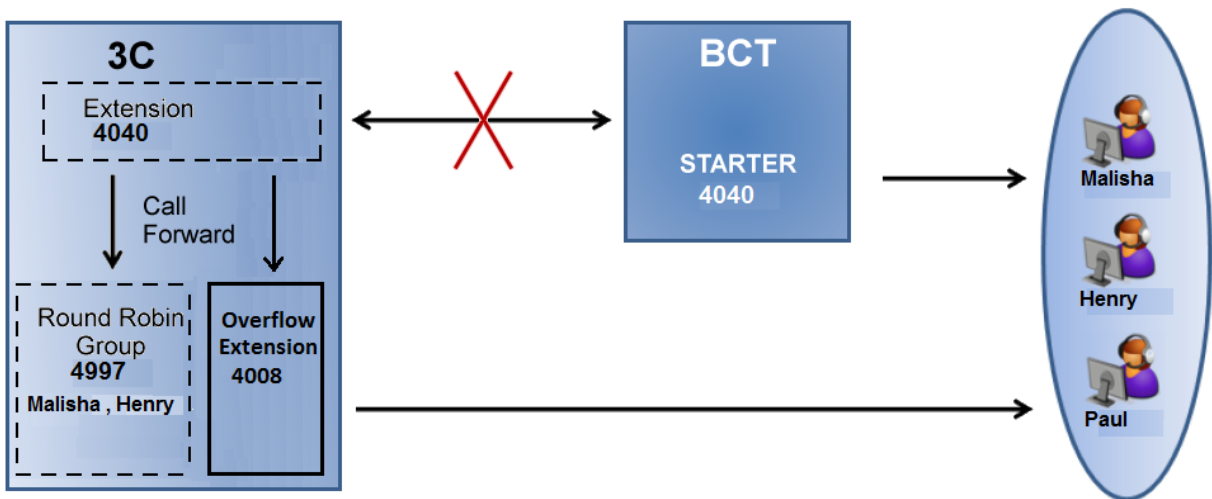 3C
Extension
4040
Call
Forward
Round Robin
Group
4997
Malisha , Henry
Overflow
Extension
4008
BCT
STARTER
4040
Malisha
Henry
Paul